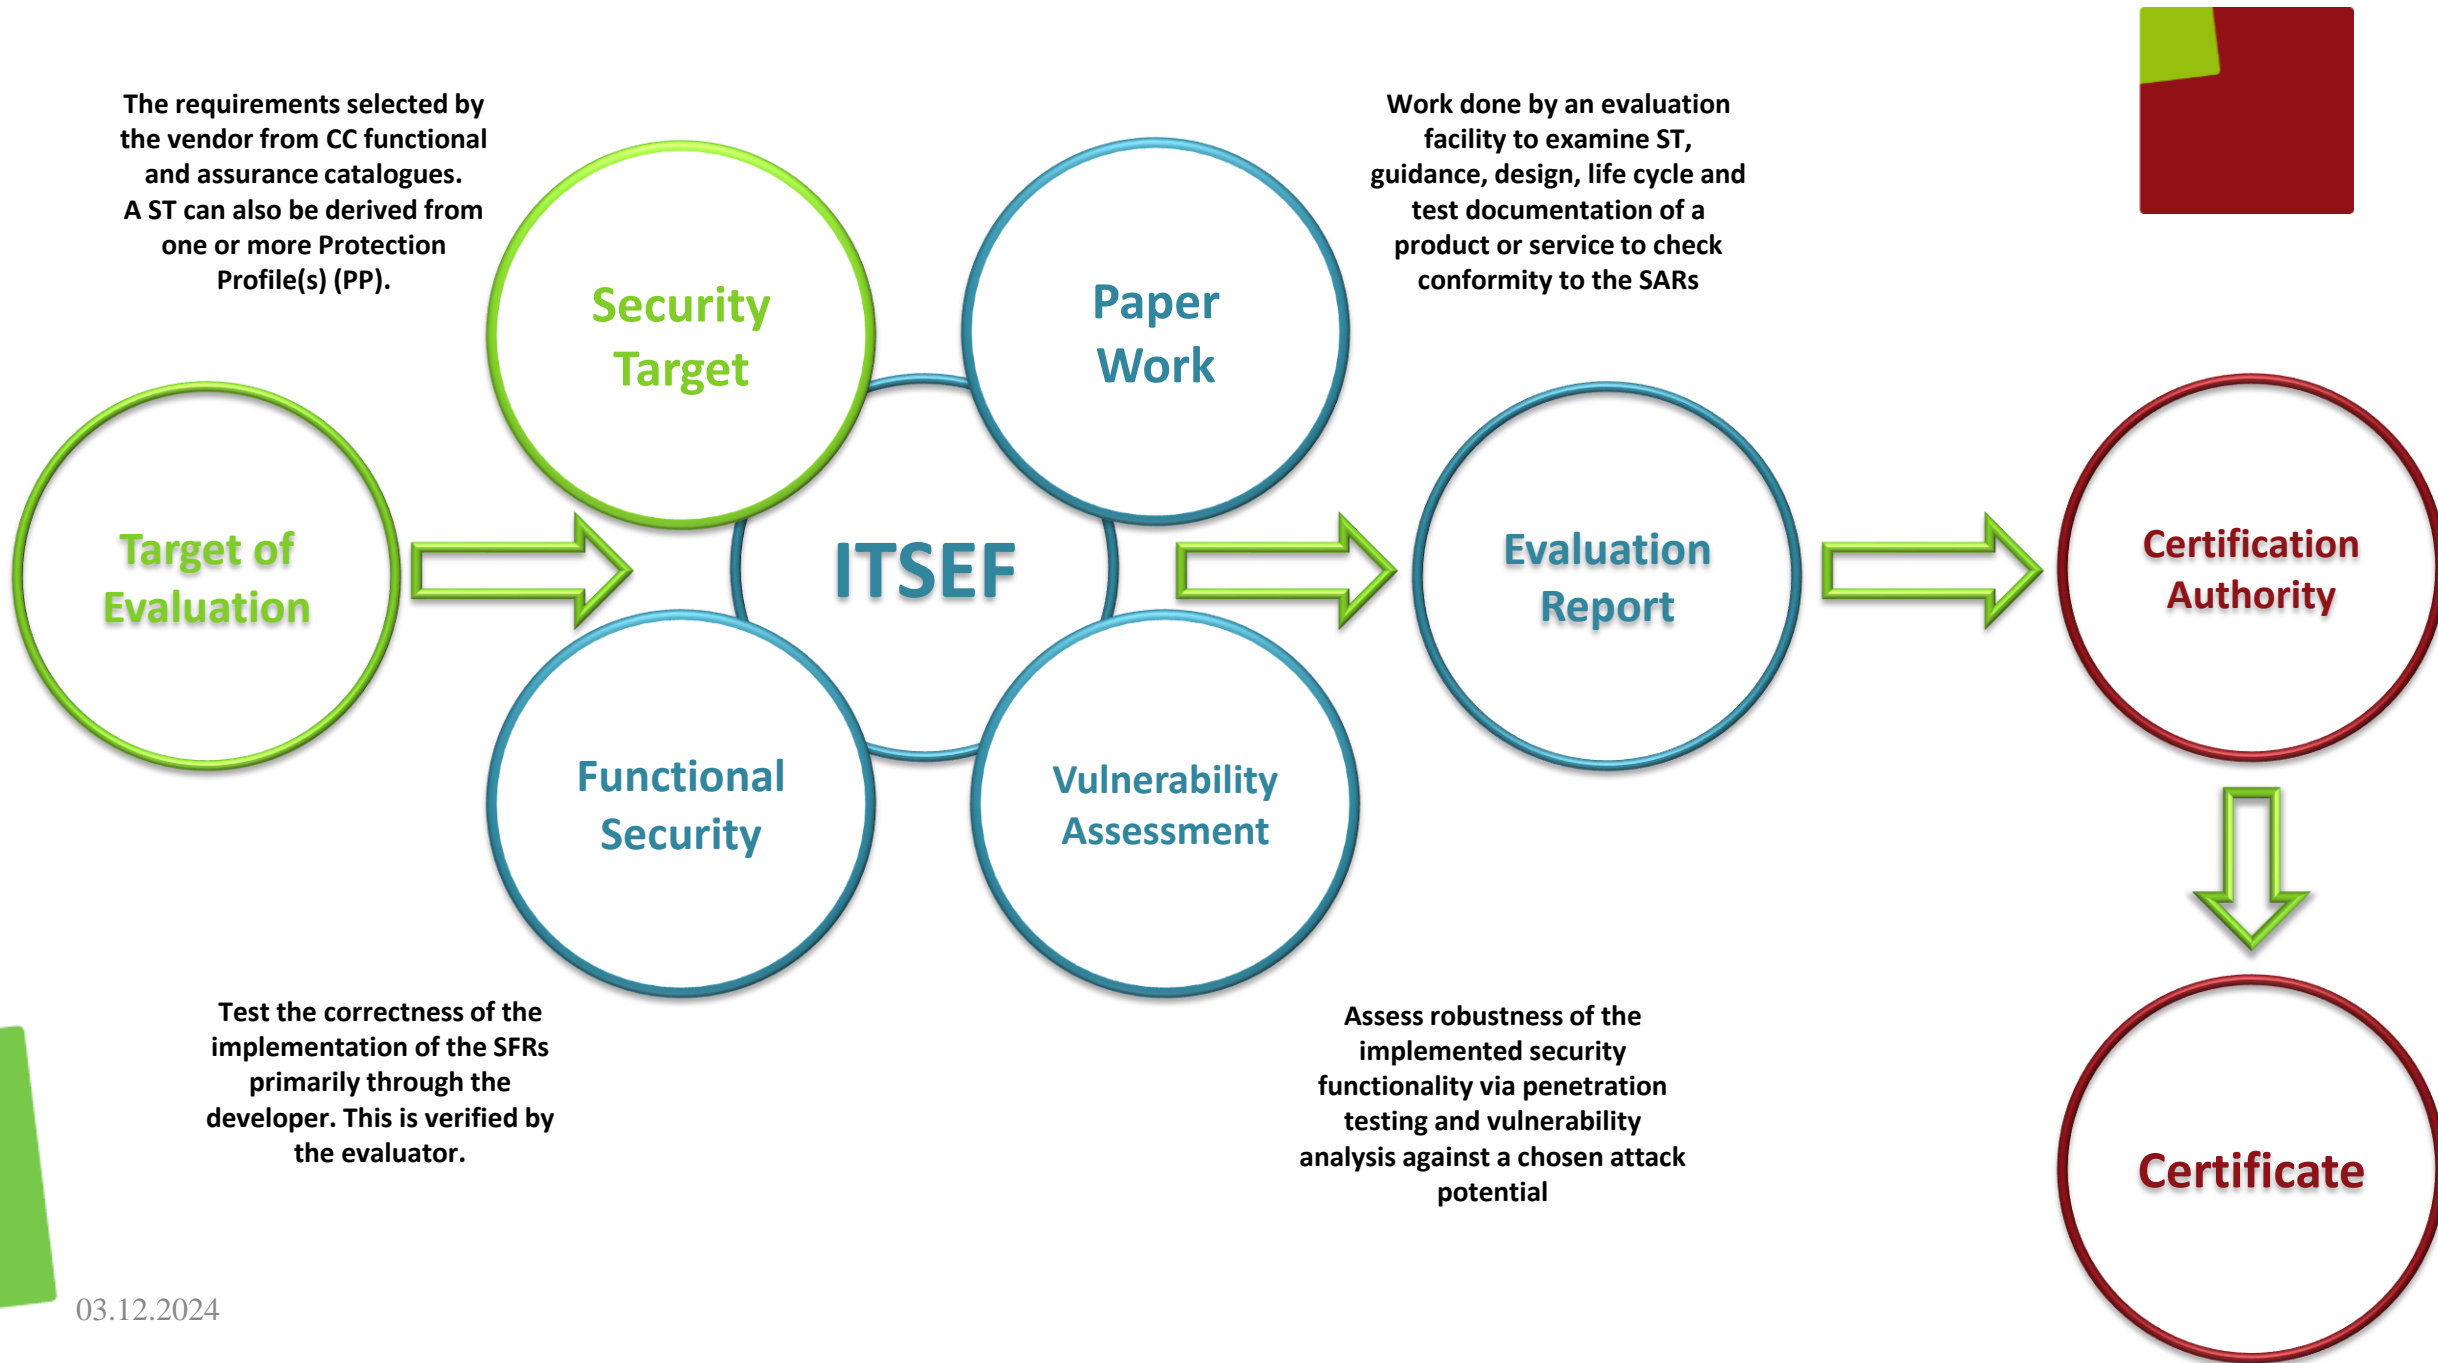 The requirements selected by
the vendor from CC functional
and assurance catalogues.
A ST can also be derived from
one or more Protection
Profile(s) (PP).
Security
Target
Paper
Work
Work done by an evaluation
facility to examine ST,
guidance, design, life cycle and
test documentation of a
product or service to check
conformity to the SARs
Target of
Evaluation
ITSEF
Evaluation
Report
Certification
Authority
Functional
Security
Vulnerability
Assessment
Test the correctness of the
implementation of the SFRs
primarily through the
developer. This is verified by
the evaluator.
Assess robustness of the
implemented security
functionality via penetration
testing and vulnerability
analysis against a chosen attack
potential
Certificate
03.12.2024